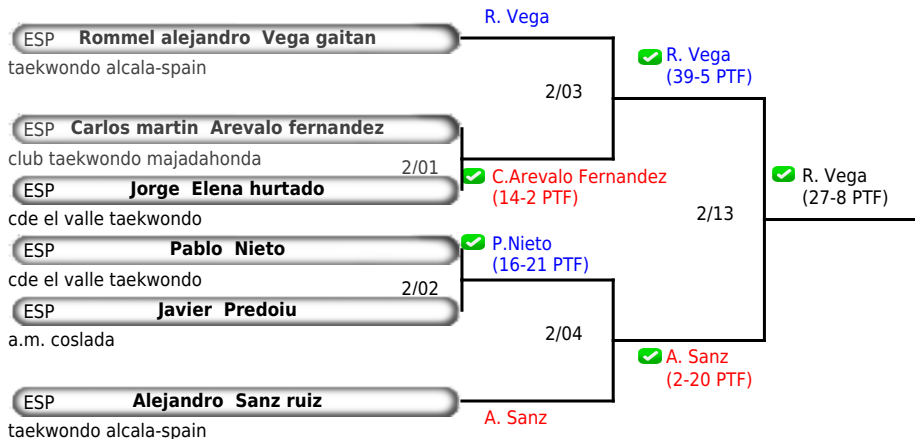 R. Vega
ESP Rommel alejandro Vega gaitan
taekwondo alcala-spain
R. Vega
(39-5 PTF)
2/03
ESP Carlos martin Arevalo fernandez
club taekwondo majadahonda
2/01
C.Arevalo Fernandez
(14-2 PTF)
ESP Jorge Elena hurtado
cde el valle taekwondo
R. Vega
(27-8 PTF)
2/13
ESP Pablo Nieto
cde el valle taekwondo
P.Nieto
(16-21 PTF)
2/02
ESP Javier Predoiu
a.m. coslada
2/04
A. Sanz
(2-20 PTF)
ESP Alejandro Sanz ruiz
taekwondo alcala-spain
A. Sanz